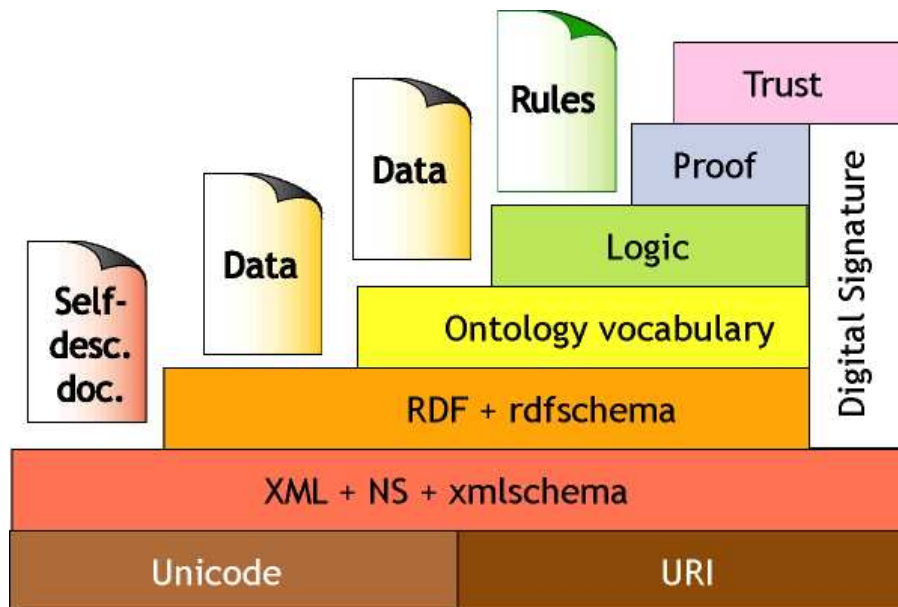 Rules
Trust
Data
Proof
Data
Logic
Self-
desc.
doc.
Ontology vocabulary
Digital Signature
RDF + rdfschema
XML + NS + xmlschema
Unicode
URI